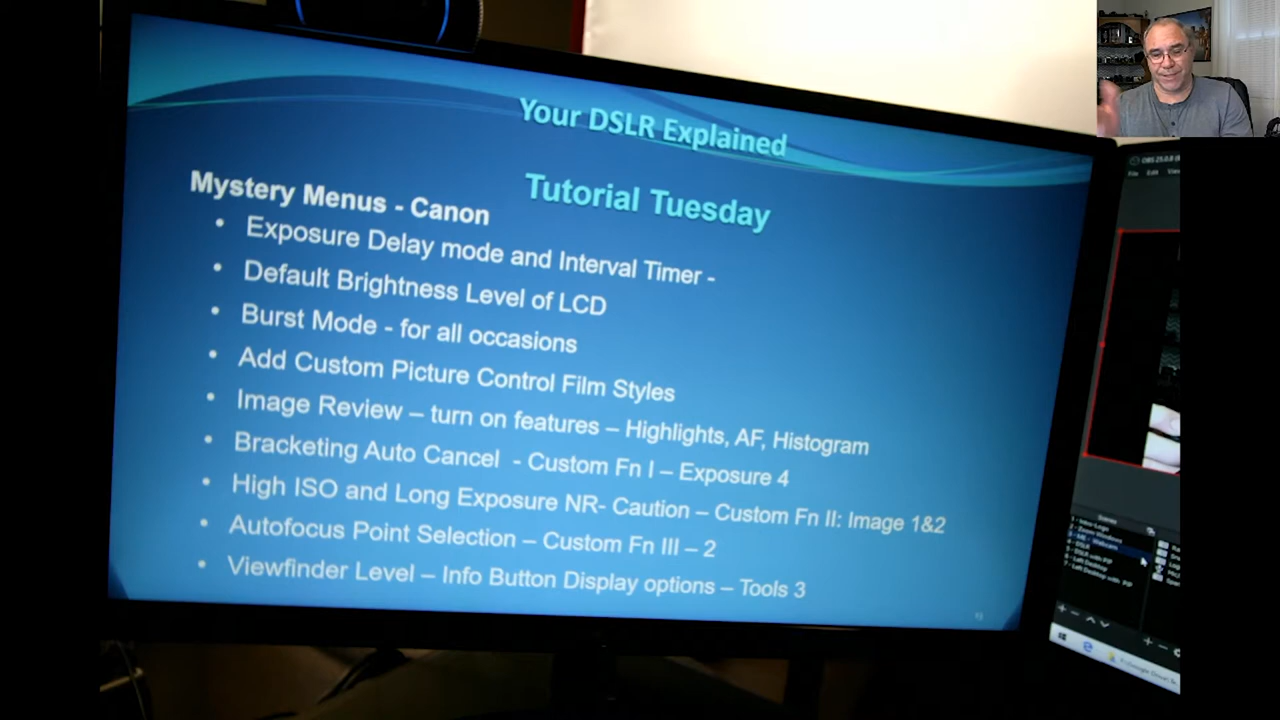 Your DSLR Explained
Tutorial Tuesday
Mystery Menus - Canon
• Exposure Delay mode and Interval Timer -
• Default Brightness Level of LCD
• Burst Mode - for all occasions
• Add Custom Picture Control Film Styles
• Image Review – turn on features – Highlights, AF, Histogram
• Bracketing Auto Cancel - Custom Fn I – Exposure 4
• High ISO and Long Exposure NR- Caution – Custom Fn II: Image 1&2
• Autofocus Point Selection – Custom Fn III – 2
• Viewfinder Level – Info Button Display options – Tools 3
File Edit
Scenes